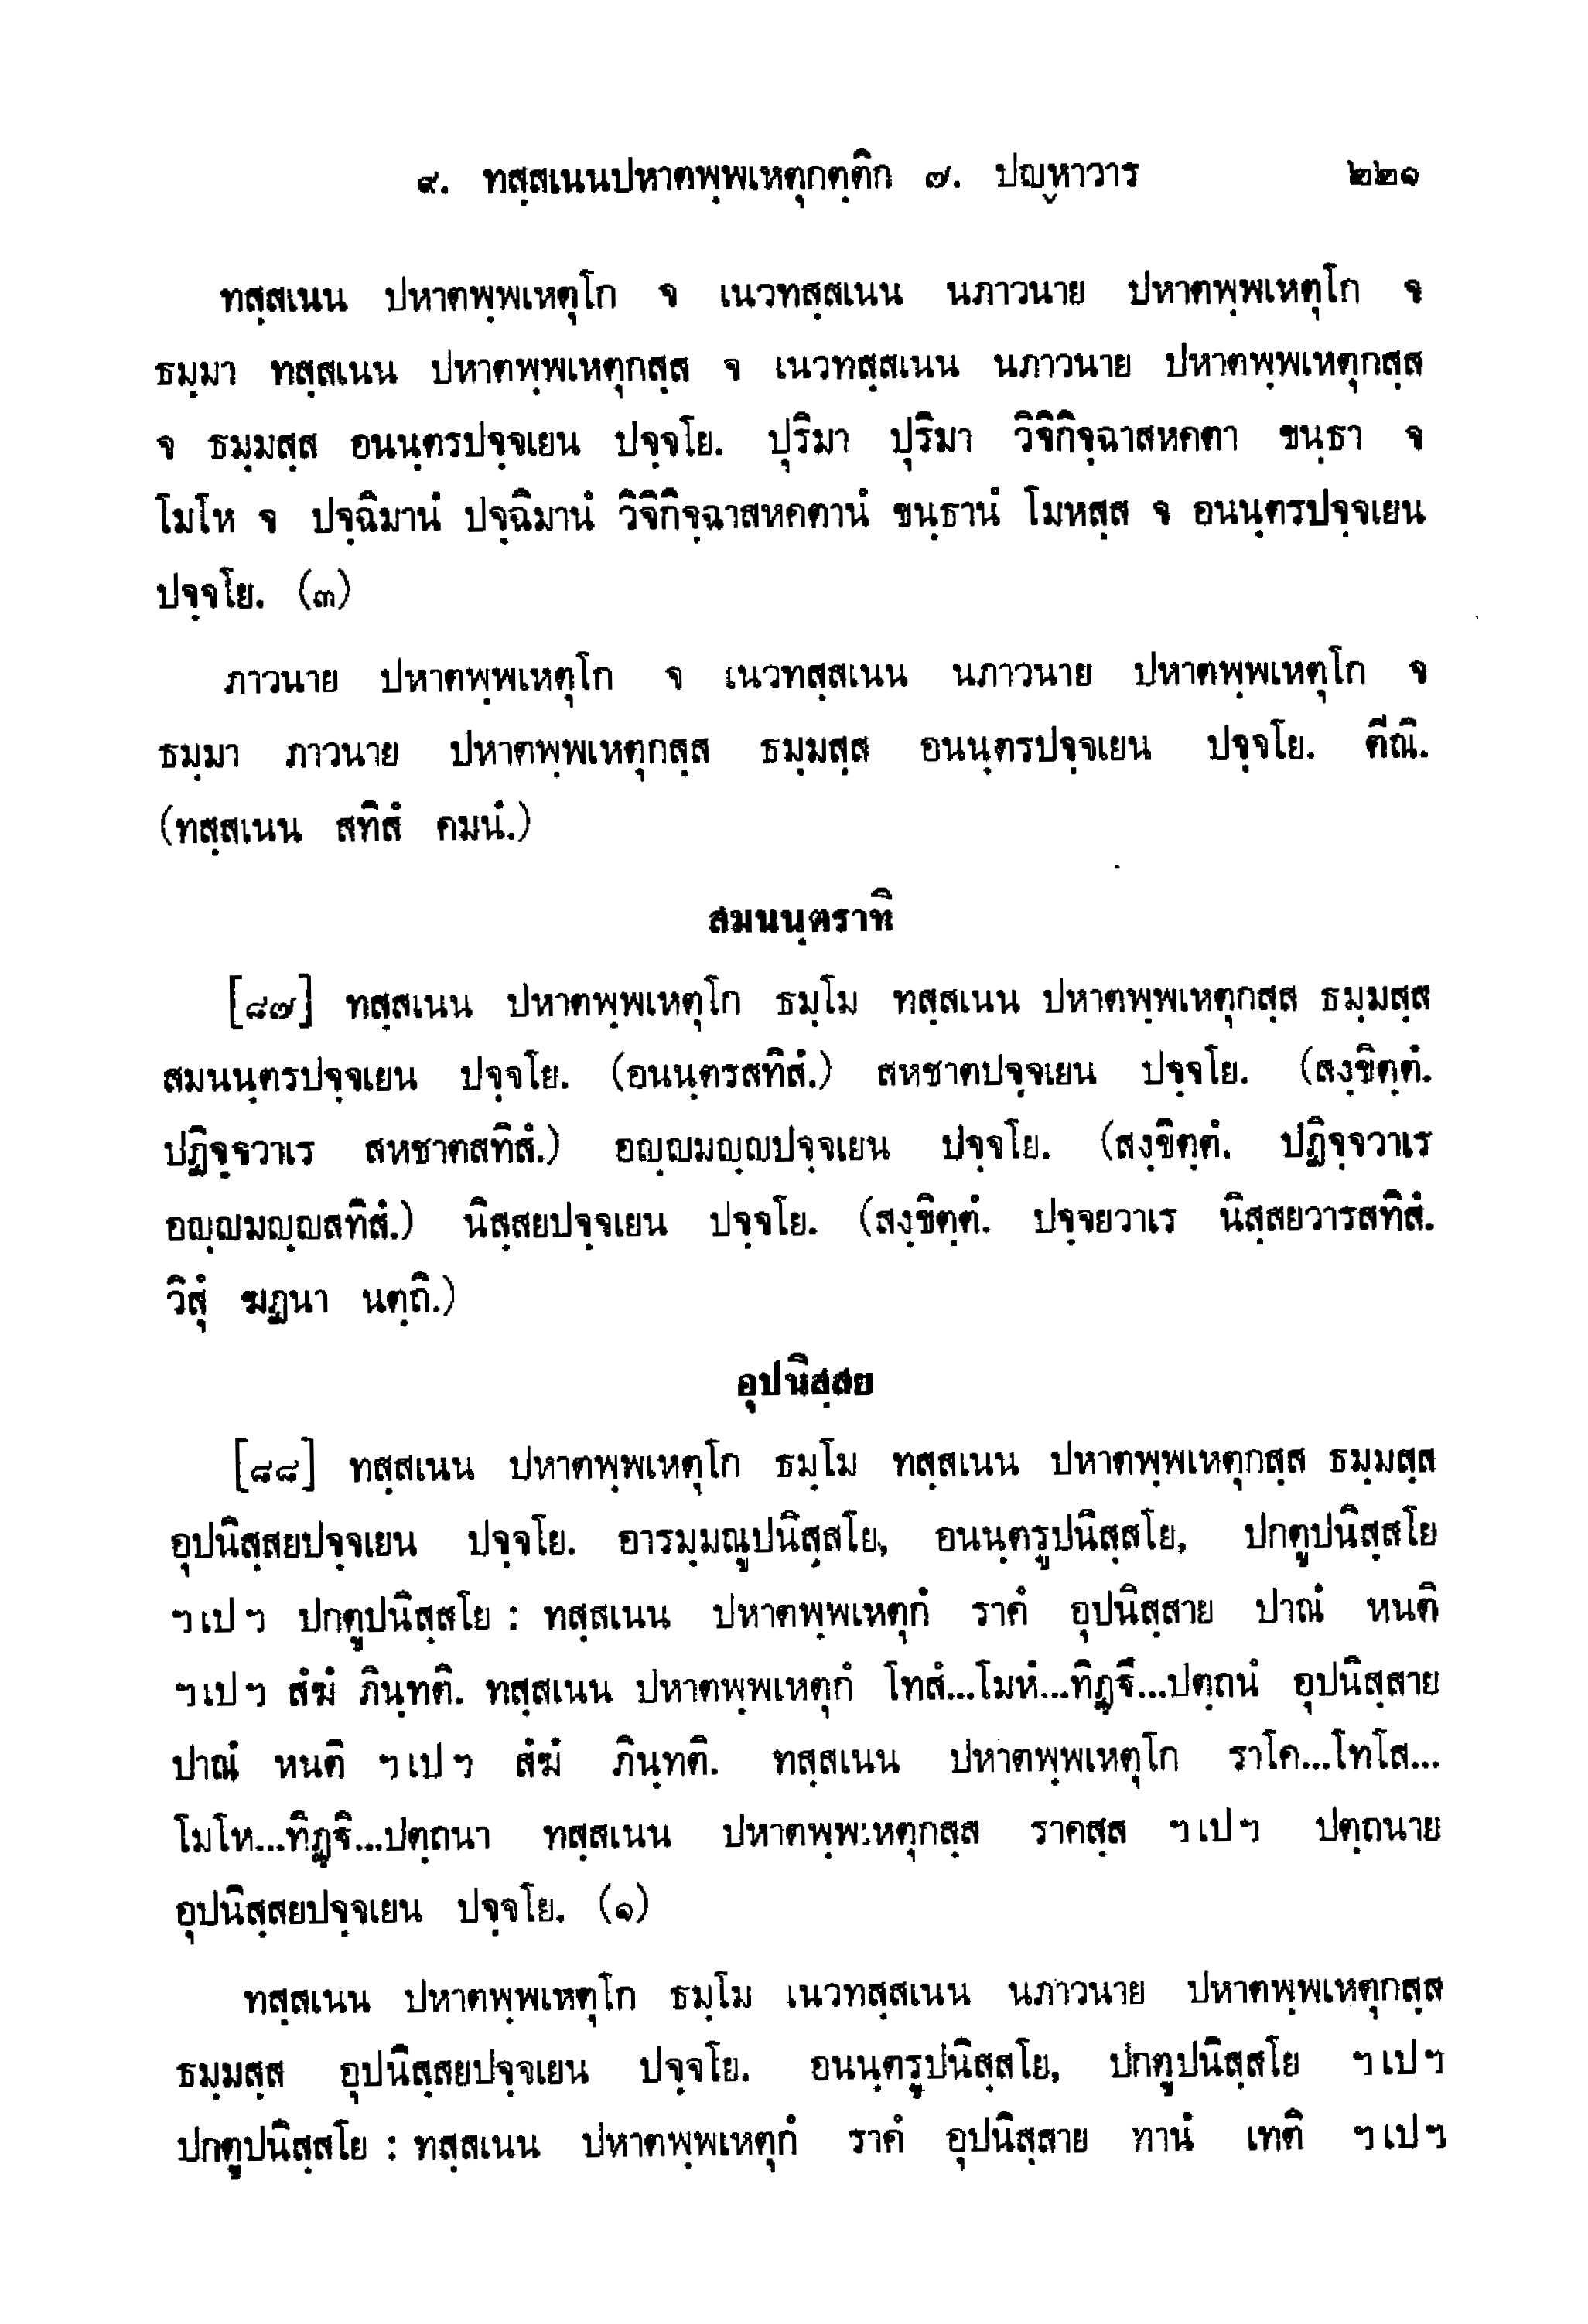 ๙. ทสฺสเนนปหาตพฺพเหตุกตฺติก ๗. ปญฺหาวาร ๒๒๑
ทสฺสเนน ปหาตพฺพเหตุโก จ เนวทสฺสเนน นภาวนาย ปหาตพฺพเหตุโก จ
ธมฺมา ทสฺสเนน ปหาตพฺพเหตุกสฺส จ เนวทสฺสเนน นภาวนาย ปหาตพฺพเหตุกสฺส
จ ธมฺมสฺส อนนฺตรปจฺจเยน ปจฺจโย. ปุริมา ปุริมา วิจิกิจฺฉาสหคตา ขนฺธา จ
โมโห จ ปจฺฉิมานํ ปจฺฉิมานํ วิจิกิจฺฉาสหคตานํ ขนฺธานํ โมหสฺส จ อนนฺตรปจฺจเยน
ปจฺจโย. (๓)
ภาวนาย ปหาตพฺพเหตุโก จ เนวทสฺสเนน นภาวนาย ปหาตพฺพเหตุโก จ
ธมฺมา ภาวนาย ปหาตพฺพเหตุกสฺส ธมฺมสฺส อนนฺตรปจฺจเยน ปจฺจโย. ตีณิ.
(ทสฺสเนน สทิสํ คมนํ.)
สมนนฺตราทิ
[๘๗] ทสฺสเนน ปหาตพฺพเหตุโก ธมฺโม ทสฺสเนน ปหาตพฺพเหตุกสฺส ธมฺมสฺส
สมนนฺตรปจฺจเยน ปจฺจโย. (อนนฺตรสทิสํ.) สหชาตปจฺจเยน ปจฺจโย. (สงฺขิตฺตํ.
ปฏิจฺจวาเร สหชาตสทิสํ.) อญฺญมญฺญปจฺจเยน ปจฺจโย. (สงฺขิตฺตํ. ปฏิจฺจวาเร
อญฺญมญฺญสทิสํ.) นิสฺสยปจฺจเยน ปจฺจโย. (สงฺขิตฺตํ. ปจฺจยวาเร นิสฺสยวารสทิสํ.
วิสุํ ฆฏนา นตฺถิ.)
อุปนิสฺสย
[๘๘] ทสฺสเนน ปหาตพฺพเหตุโก ธมฺโม ทสฺสเนน ปหาตพฺพเหตุกสฺส ธมฺมสฺส
อุปนิสฺสยปจฺจเยน ปจฺจโย. อารมฺมณูปนิสฺสโย, อนนฺตรูปนิสฺสโย, ปกตูปนิสฺสโย
ฯเปฯ ปกตูปนิสฺสโย : ทสฺสเนน ปหาตพฺพเหตุกํ ราคํ อุปนิสฺสาย ปาณํ หนติ
ฯเปฯ สํฆํ ภินฺทติ. ทสฺสเนน ปหาตพฺพเหตุกํ โทสํ...โมหํ...ทิฏฺฐึ...ปตฺถนํ อุปนิสฺสาย
ปาณํ หนติ ฯเปฯ สํฆํ ภินฺทติ. ทสฺสเนน ปหาตพฺพเหตุโก ราโค...โทโส...
โมโห...ทิฏฺฐิ...ปตฺถนา ทสฺสเนน ปหาตพฺพเหตุกสฺส ราคสฺส ฯเปฯ ปตฺถนาย
อุปนิสฺสยปจฺจเยน ปจฺจโย. (๑)
ทสฺสเนน ปหาตพฺพเหตุโก ธมฺโม เนวทสฺสเนน นภาวนาย ปหาตพฺพเหตุกสฺส
ธมฺมสฺส อุปนิสฺสยปจฺจเยน ปจฺจโย. อนนฺตรูปนิสฺสโย, ปกตูปนิสฺสโย ฯเปฯ
ปกตูปนิสฺสโย : ทสฺสเนน ปหาตพฺพเหตุกํ ราคํ อุปนิสฺสาย ทานํ เทติ ฯเปฯ